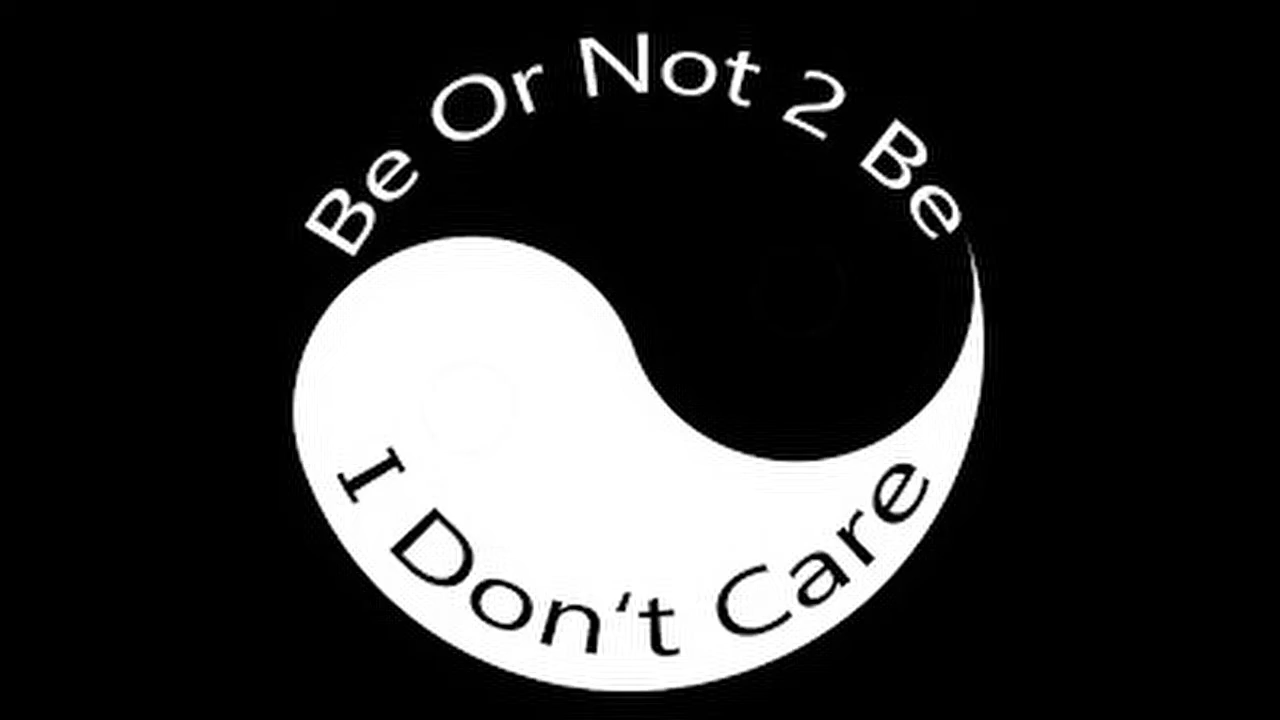 Be Or Not 2 Be
I Don‘t Care